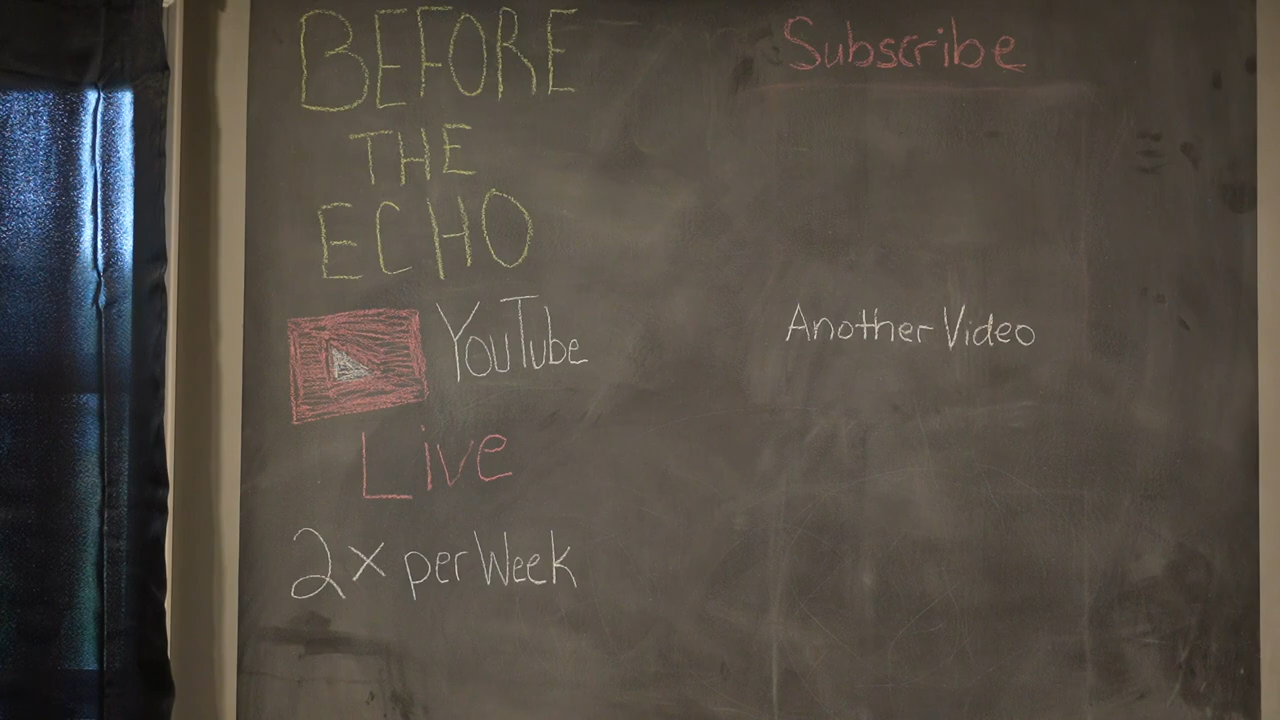 BEFORE
THE
ECHO
YouTube
Live
2x per Week
Subscribe
Another Video